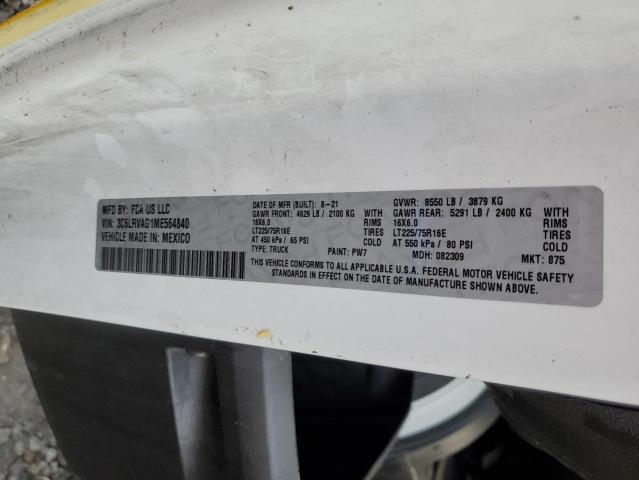 MFD BY: FCA US LLC
VIN: 3C6LRVAG1ME564840
VEHICLE MADE IN: MEXICO
DATE OF MFR (BUILT): 8-21
GAWR FRONT: 4629 LB / 2100 KG
16X6.0
LT225/75R16E
AT 450 kPa / 65 PSI
TYPE: TRUCK
WITH
RIMS
TIRES
COLD
PAINT: PW7
GVWR: 8550 LB / 3879 KG
GAWR REAR: 5291 LB / 2400 KG
16X6.0
LT225/75R16E
AT 550 kPa / 80 PSI
MDH: 082309
WITH
RIMS
TIRES
COLD
MKT: 875
THIS VEHICLE CONFORMS TO ALL APPLICABLE U.S.A. FEDERAL MOTOR VEHICLE SAFETY
STANDARDS IN EFFECT ON THE DATE OF MANUFACTURE SHOWN ABOVE.